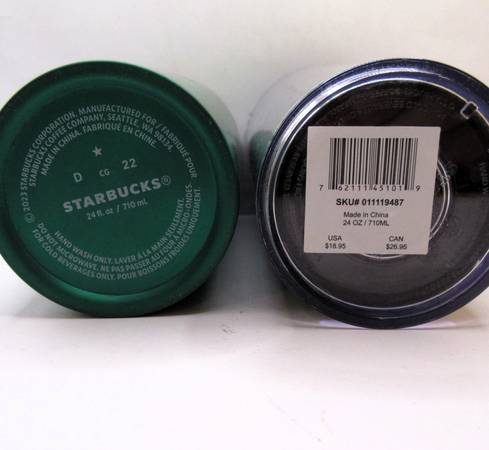 © 2023 STARBUCKS CORPORATION. MANUFACTURED FOR / FABRIQUÉ POUR
STARBUCKS COFFEE COMPANY, SEATTLE, WA 98134.
MADE IN CHINA. FABRIQUÉ EN CHINE.
D CG 22
STARBUCKS®
24 fl. oz / 710 mL
HAND WASH ONLY. LAVER À LA MAIN SEULEMENT.
DO NOT MICROWAVE. NE PAS PASSER AU FOUR À MICRO-ONDES.
FOR COLD BEVERAGES ONLY. POUR BOISSONS FROIDES UNIQUEMENT.
7 62111 45101 9
SKU# 011119487
Made in China
24 OZ / 710ML
USA CAN
$18.95 $26.95